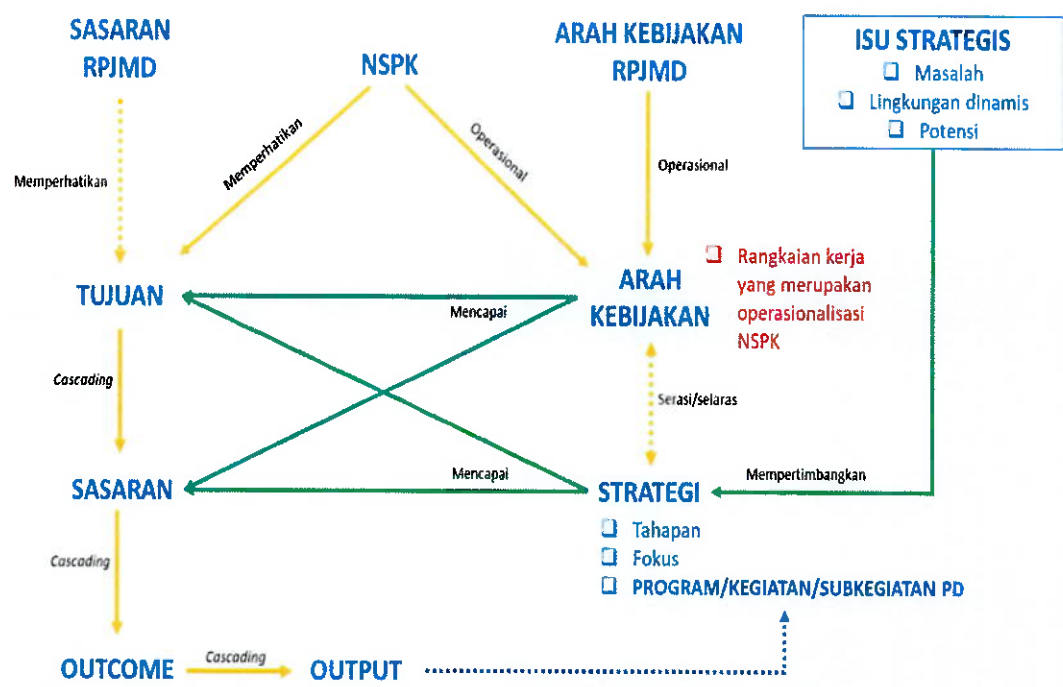 SASARAN
RPJMD
NSPK
ARAH KEBIJAKAN
RPJMD
ISU STRATEGIS
Masalah
Lingkungan dinamis
Potensi
Memperhatikan
Memperhatikan
Operasional
Operasional
TUJUAN
Mencapai
ARAH
KEBIJAKAN
Rangkaian kerja
yang merupakan
operasionalisasi
NSPK
Cascading
Serasi/selaras
SASARAN
Mencapai
STRATEGI
Mempertimbangkan
Tahapan
Fokus
PROGRAM/KEGIATAN/SUBKEGIATAN PD
Cascading
OUTCOME
Cascading
OUTPUT